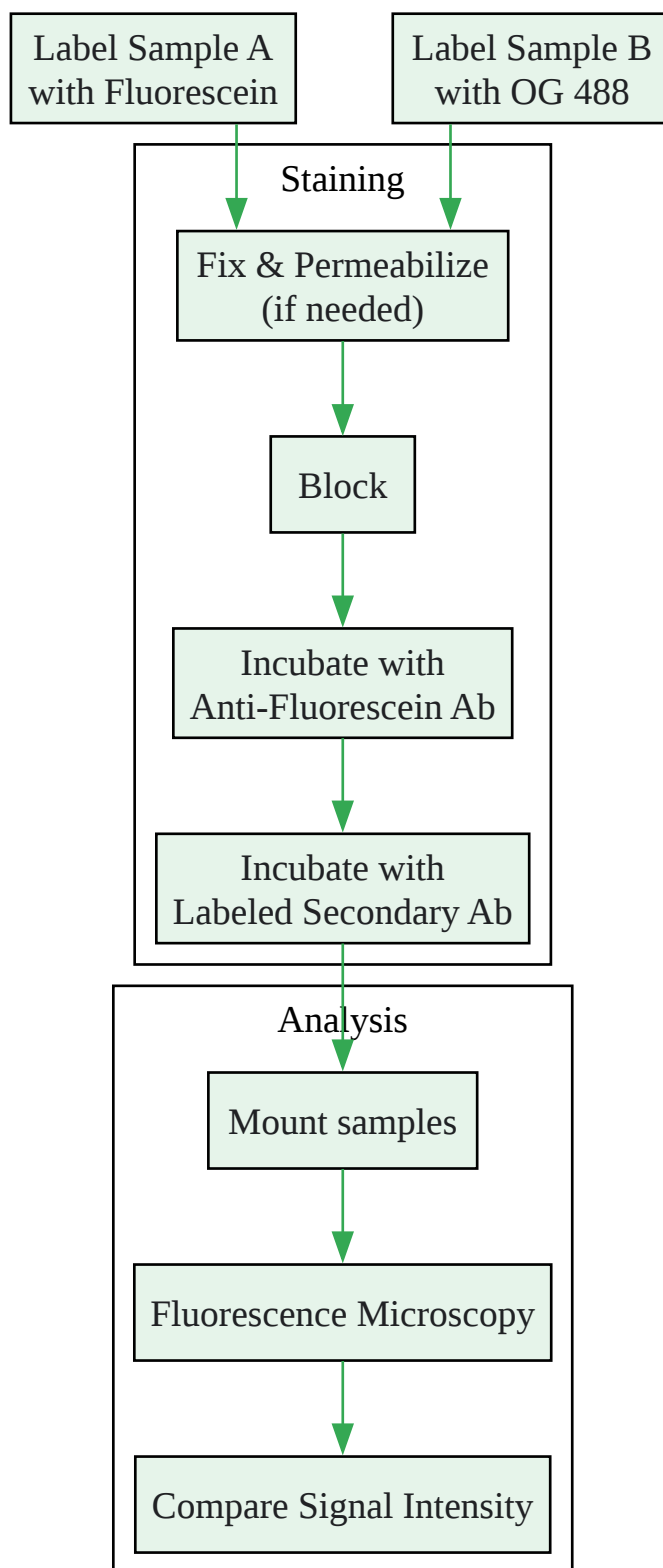 Label Sample A
with Fluorescein
Label Sample B
with OG 488
Staining
Fix & Permeabilize
(if needed)
Block
Incubate with
Anti-Fluorescein Ab
Incubate with
Labeled Secondary Ab
Analysis
Mount samples
Fluorescence Microscopy
Compare Signal Intensity